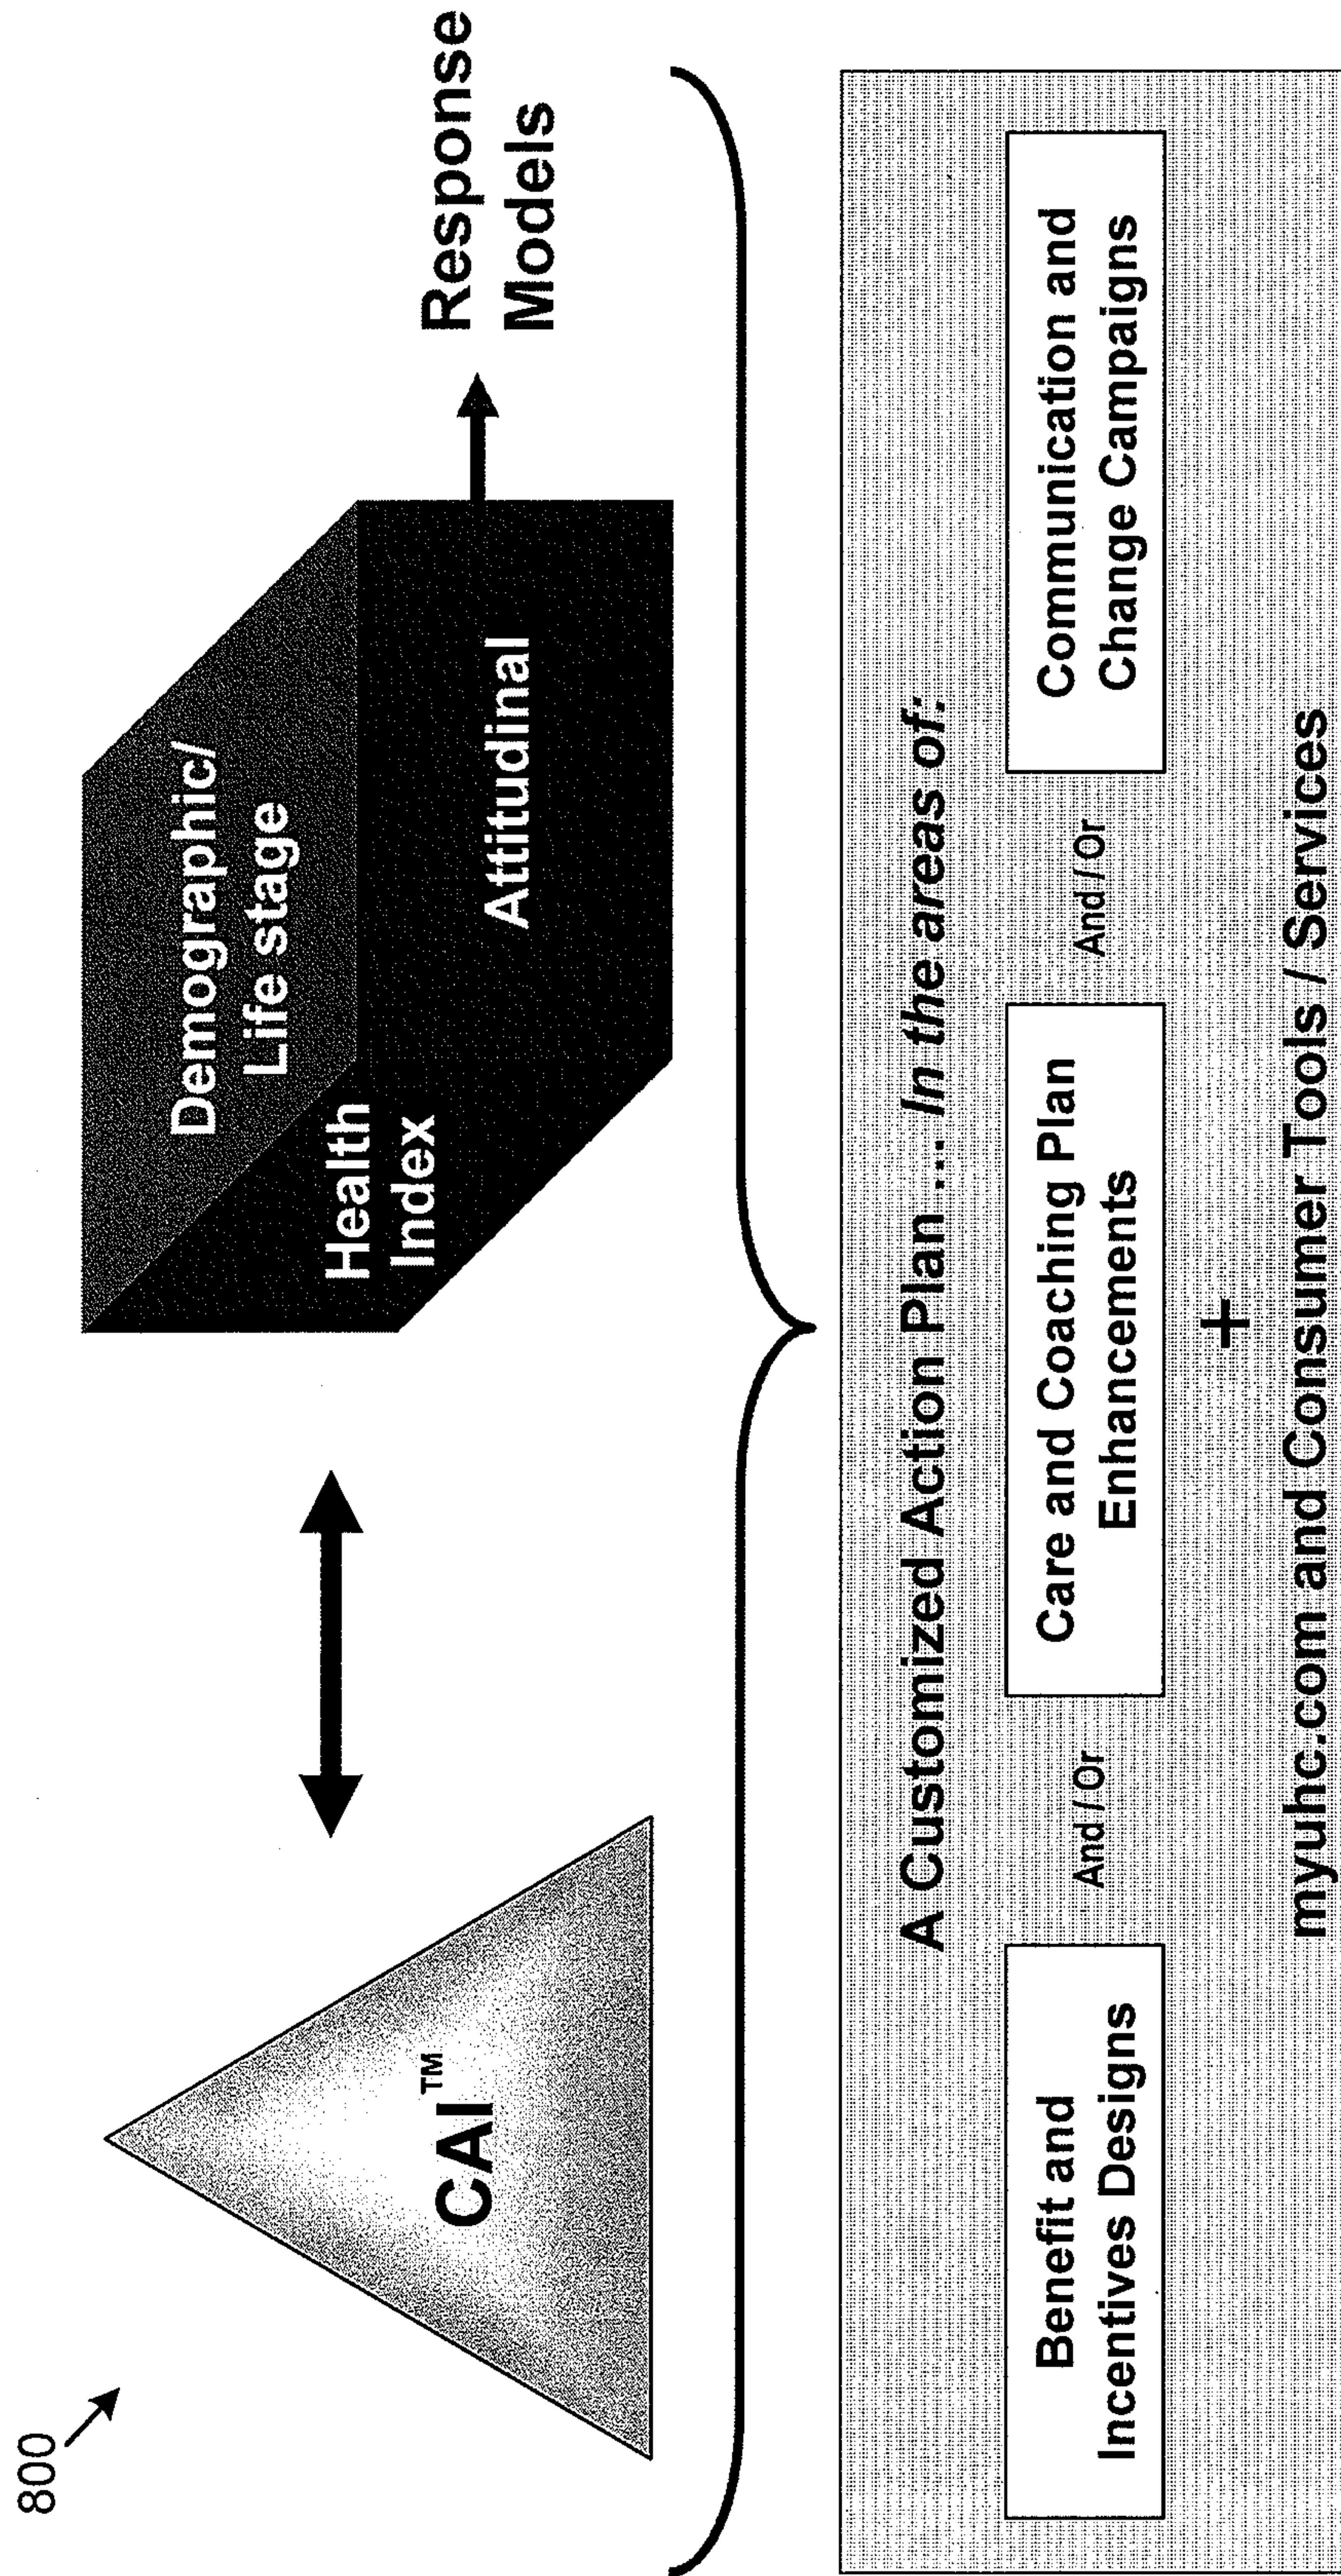 800
CAI™
Demographic/
Life stage
Health
Index
Attitudinal
Response
Models
A Customized Action Plan .... In the areas of:
Benefit and
Incentives Designs
And / Or
Care and Coaching Plan
Enhancements
And / Or
Communication and
Change Campaigns
+
myuhc.com and Consumer Tools / Services